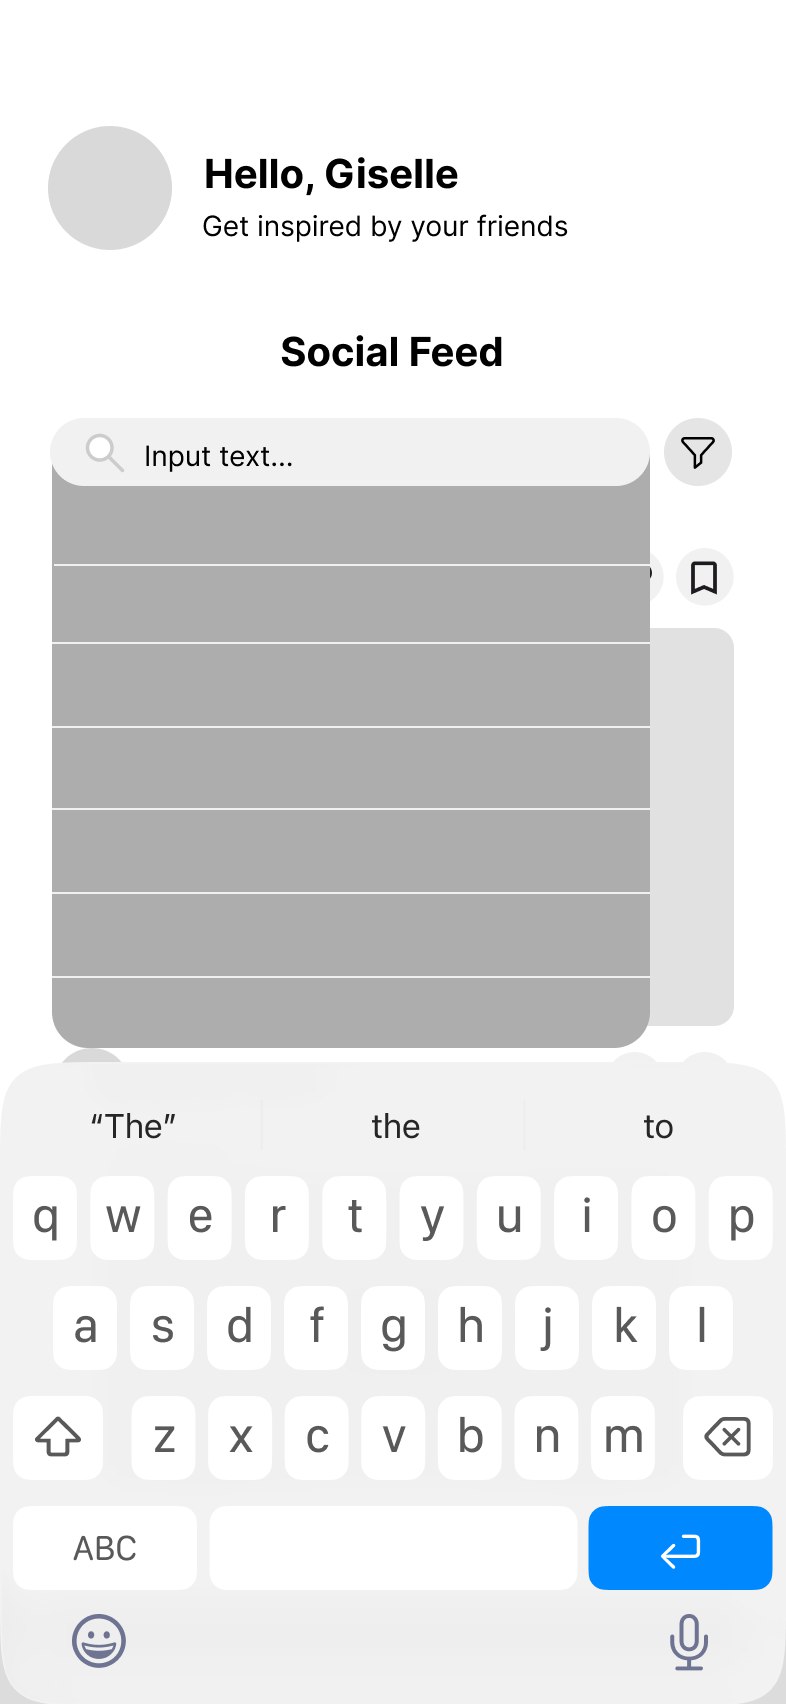 Hello, Giselle
Get inspired by your friends
Social Feed
Input text...
“The” the to
q w e r t y u i o p
a s d f g h j k l
z x c v b n m
ABC